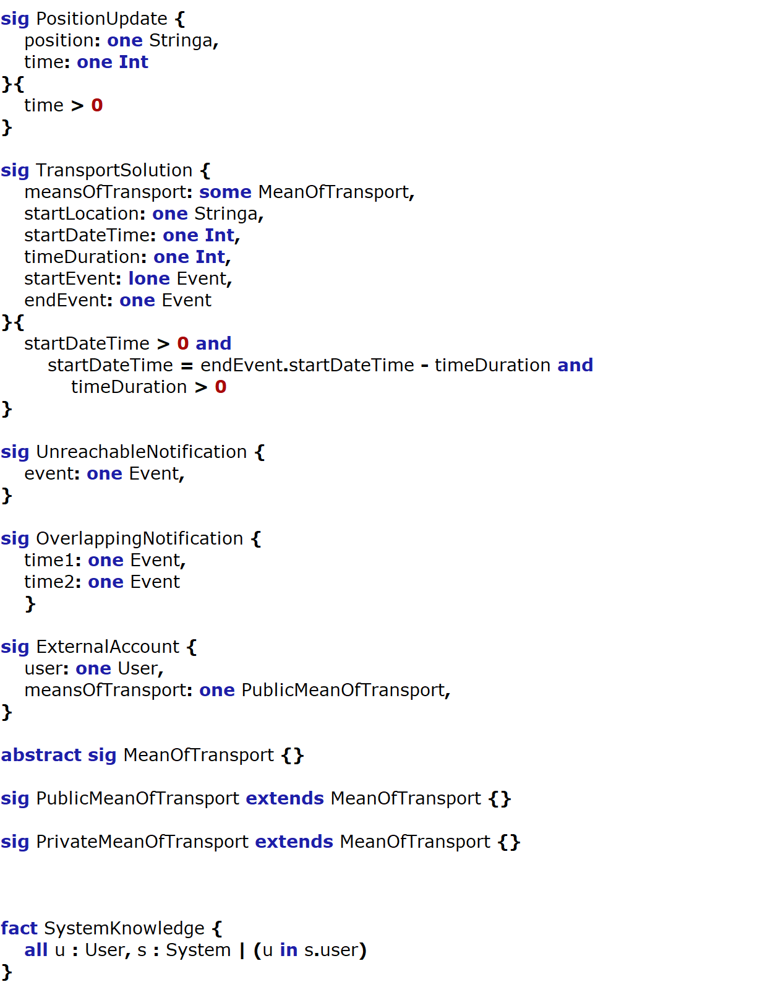 sig PositionUpdate {
position: one Stringa,
time: one Int
}{
time > 0
}
sig TransportSolution {
meansOfTransport: some MeanOfTransport,
startLocation: one Stringa,
startDateTime: one Int,
timeDuration: one Int,
startEvent: lone Event,
endEvent: one Event
}{
startDateTime > 0 and
startDateTime = endEvent.startDateTime - timeDuration and
timeDuration > 0
}
sig UnreachableNotification {
event: one Event,
}
sig OverlappingNotification {
time1: one Event,
time2: one Event
}
sig ExternalAccount {
user: one User,
meansOfTransport: one PublicMeanOfTransport,
}
abstract sig MeanOfTransport {}
sig PublicMeanOfTransport extends MeanOfTransport {}
sig PrivateMeanOfTransport extends MeanOfTransport {}
fact SystemKnowledge {
all u : User, s : System | (u in s.user)
}